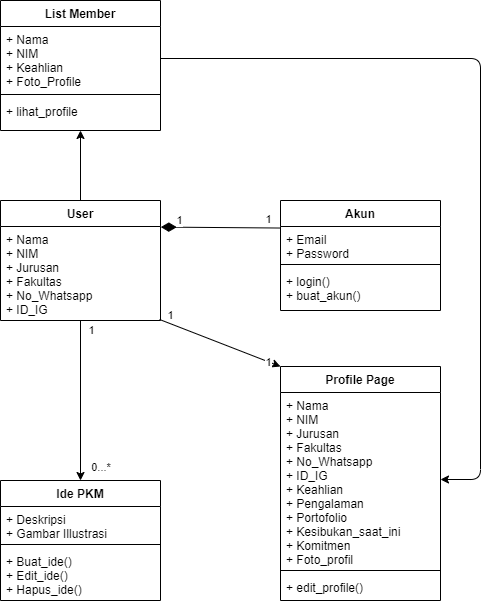 List Member
+ Nama
+ NIM
+ Keahlian
+ Foto_Profile
+ lihat_profile
User
+ Nama
+ NIM
+ Jurusan
+ Fakultas
+ No_Whatsapp
+ ID_IG
1
1
Akun
+ Email
+ Password
+ login()
+ buat_akun()
1
1
1
0...*
Profile Page
+ Nama
+ NIM
+ Jurusan
+ Fakultas
+ No_Whatsapp
+ ID_IG
+ Keahlian
+ Pengalaman
+ Portofolio
+ Kesibukan_saat_ini
+ Komitmen
+ Foto_profil
+ edit_profile()
Ide PKM
+ Deskripsi
+ Gambar Illustrasi
+ Buat_ide()
+ Edit_ide()
+ Hapus_ide()